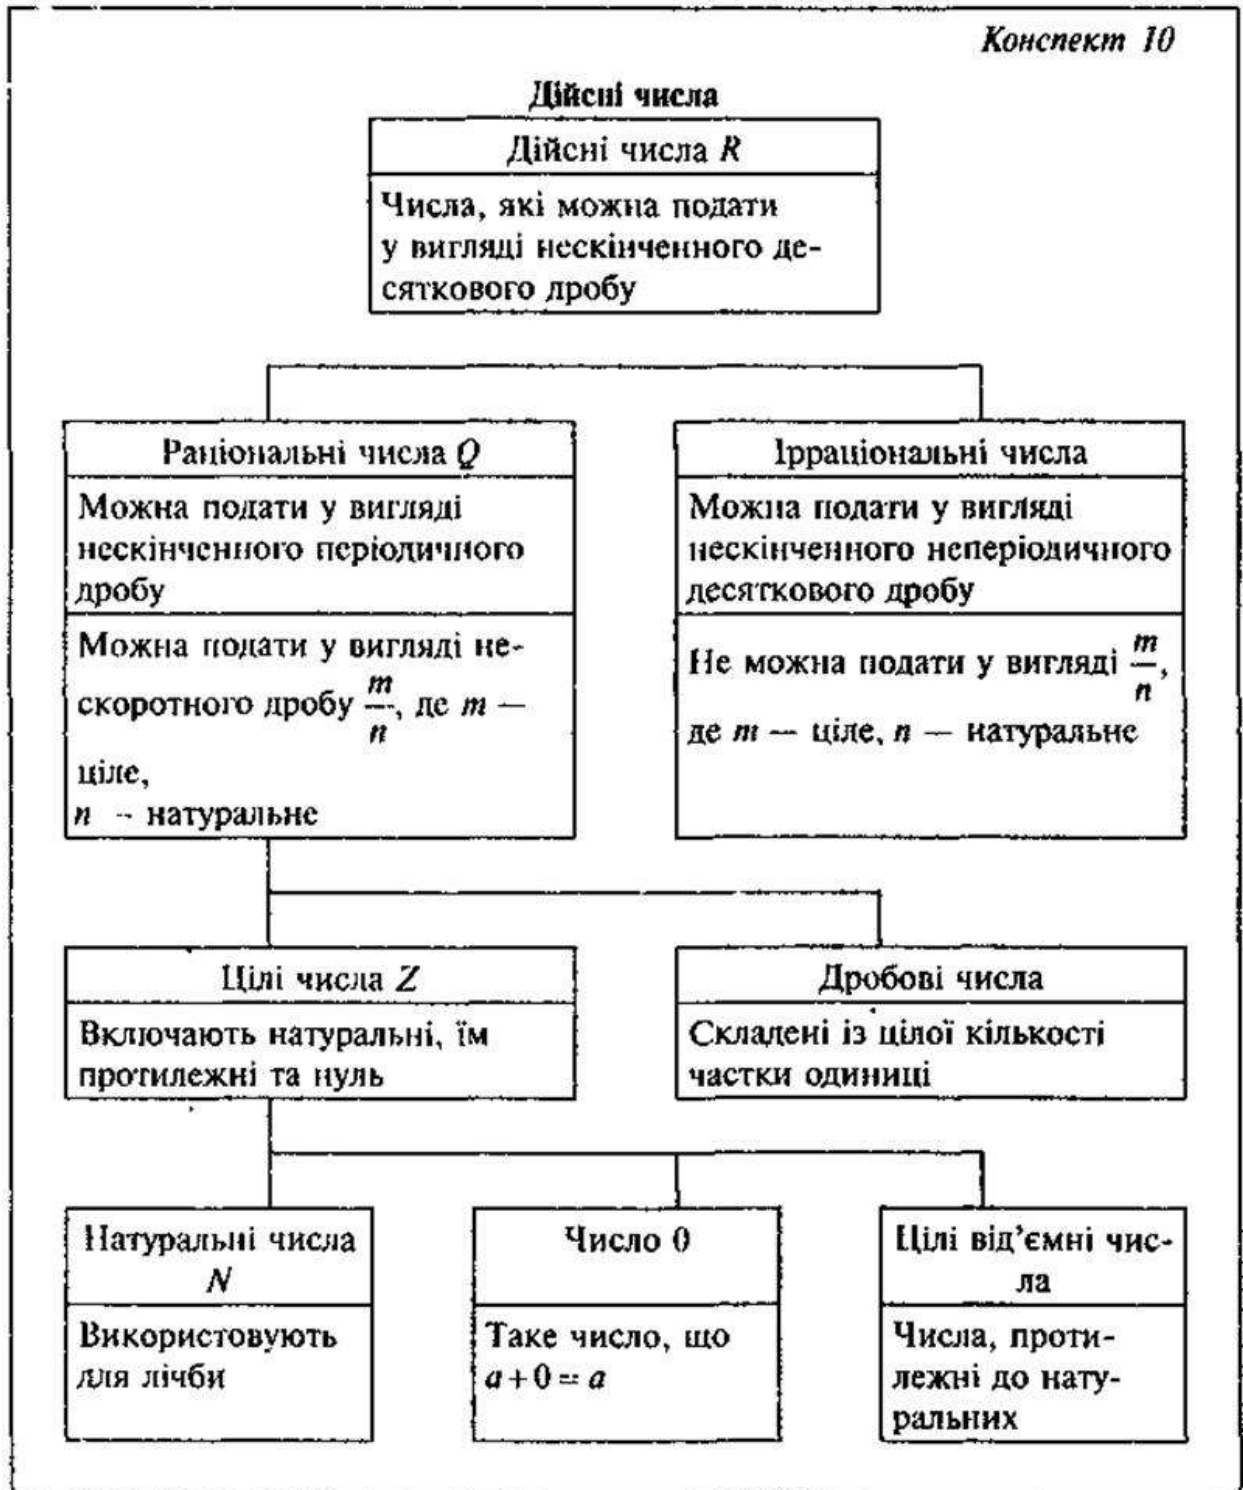 Конспект 10
Дійсні числа
Дійсні числа R
Числа, які можна подати
у вигляді нескінченного де-
сяткового дробу
Раціональні числа Q
Можна подати у вигляді
нескінченного періодичного
дробу
Можна подати у вигляді не-
скоротного дробу m/n, де m —
ціле,
n – натуральне
Ірраціональні числа
Можна подати у вигляді
нескінченного неперіодичного
десяткового дробу
Не можна подати у вигляді m/n,
де m — ціле, n — натуральне
Цілі числа Z
Включають натуральні, їм
протилежні та нуль
Дробові числа
Складені із цілої кількості
частки одиниці
Натуральні числа
N
Використовують
для лічби
Число 0
Таке число, що
a + 0 = a
Цілі від’ємні чис-
ла
Числа, проти-
лежні до нату-
ральних